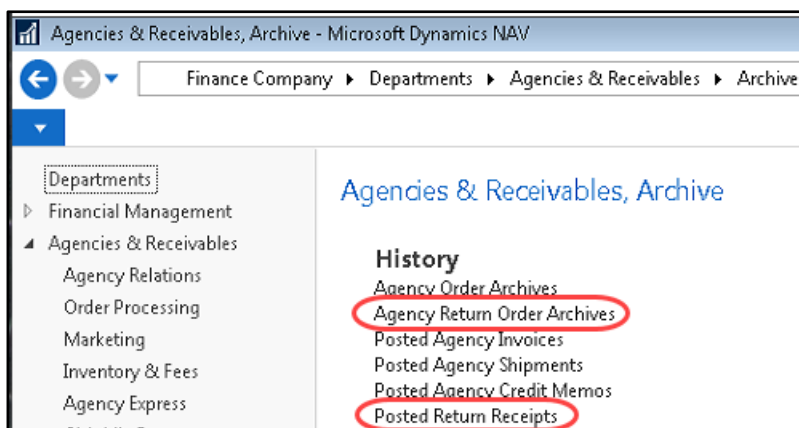 Agencies & Receivables, Archive - Microsoft Dynamics NAV
Finance Company ▸ Departments ▸ Agencies & Receivables ▸ Archive
Departments
Financial Management
Agencies & Receivables
Agency Relations
Order Processing
Marketing
Inventory & Fees
Agency Express
Agencies & Receivables, Archive
History
Agency Order Archives
Agency Return Order Archives
Posted Agency Invoices
Posted Agency Shipments
Posted Agency Credit Memos
Posted Return Receipts